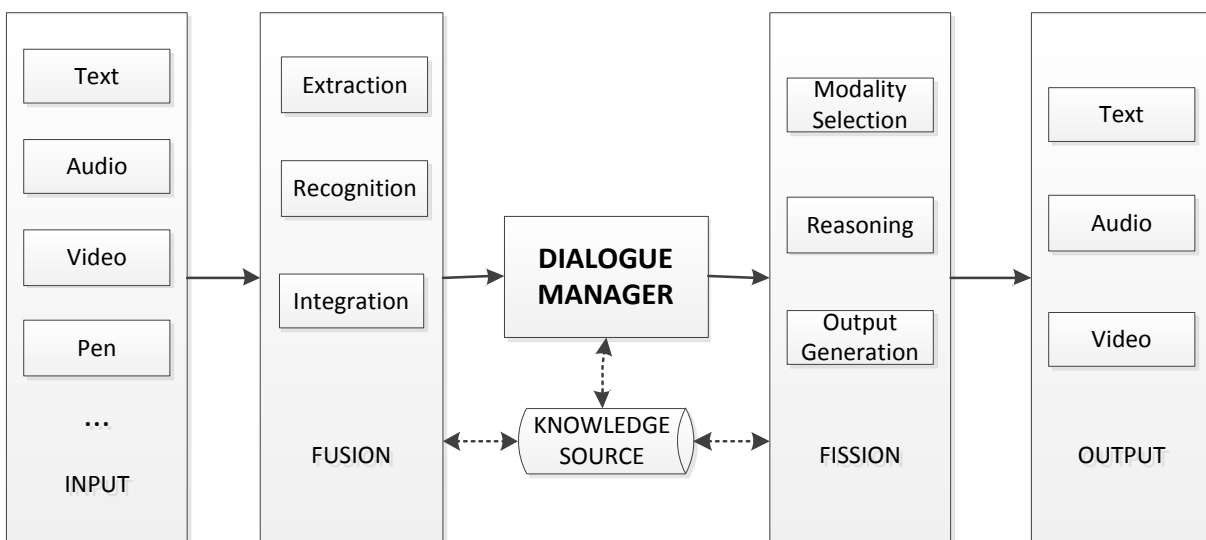 Text
Audio
Video
Pen
...
INPUT
Extraction
Recognition
Integration
FUSION
DIALOGUE
MANAGER
KNOWLEDGE
SOURCE
Modality
Selection
Reasoning
Output
Generation
FISSION
Text
Audio
Video
OUTPUT